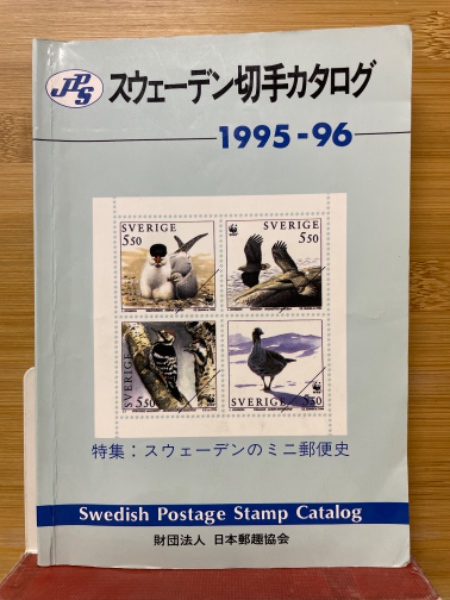 JPS
スウェーデン切手カタログ
1995-96
SVERIGE
5.50
SVERIGE
5.50
SVERIGE
5.50
SVERIGE
5.50
特集：スウェーデンのミニ郵便史
Swedish Postage Stamp Catalog
財団法人 日本郵趣協会